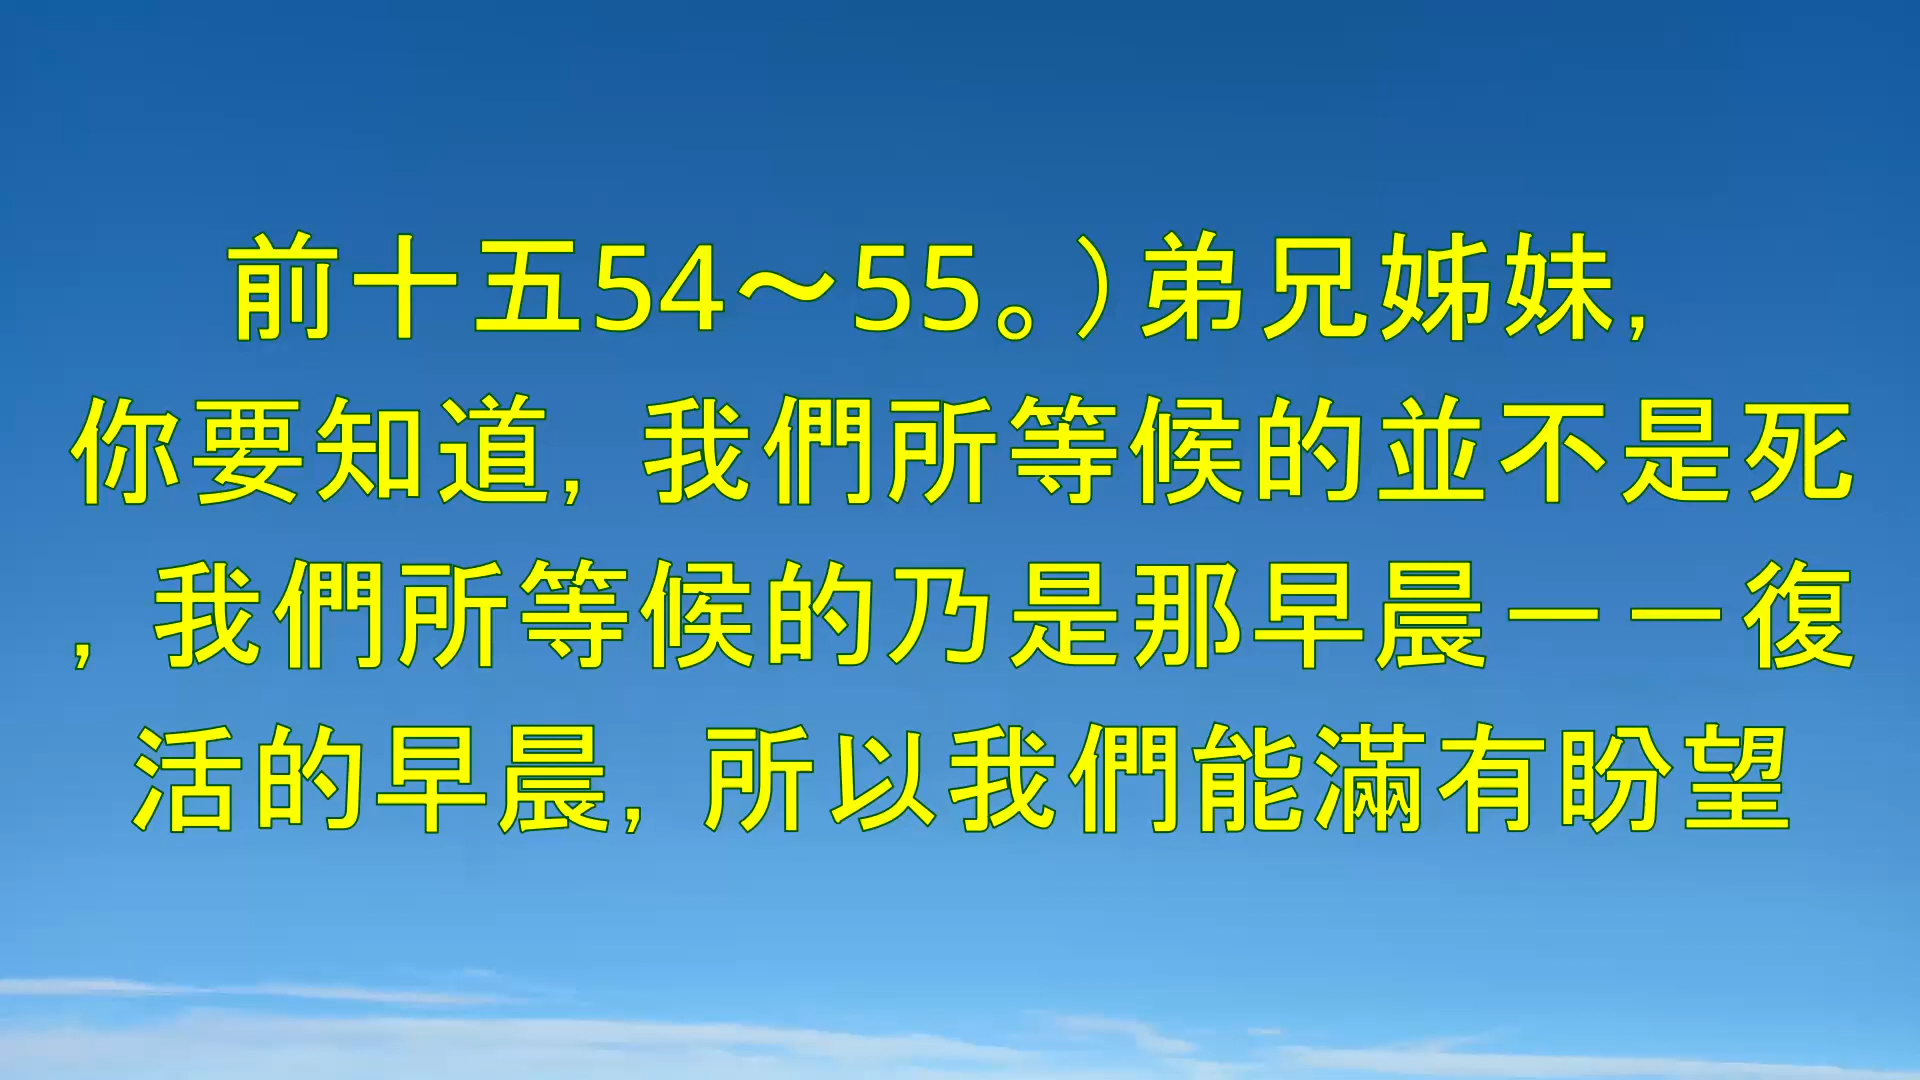 前十五54～55。)弟兄姊妹,
你要知道, 我們所等候的並不是死
, 我們所等候的乃是那早晨－－復
活的早晨, 所以我們能滿有盼望